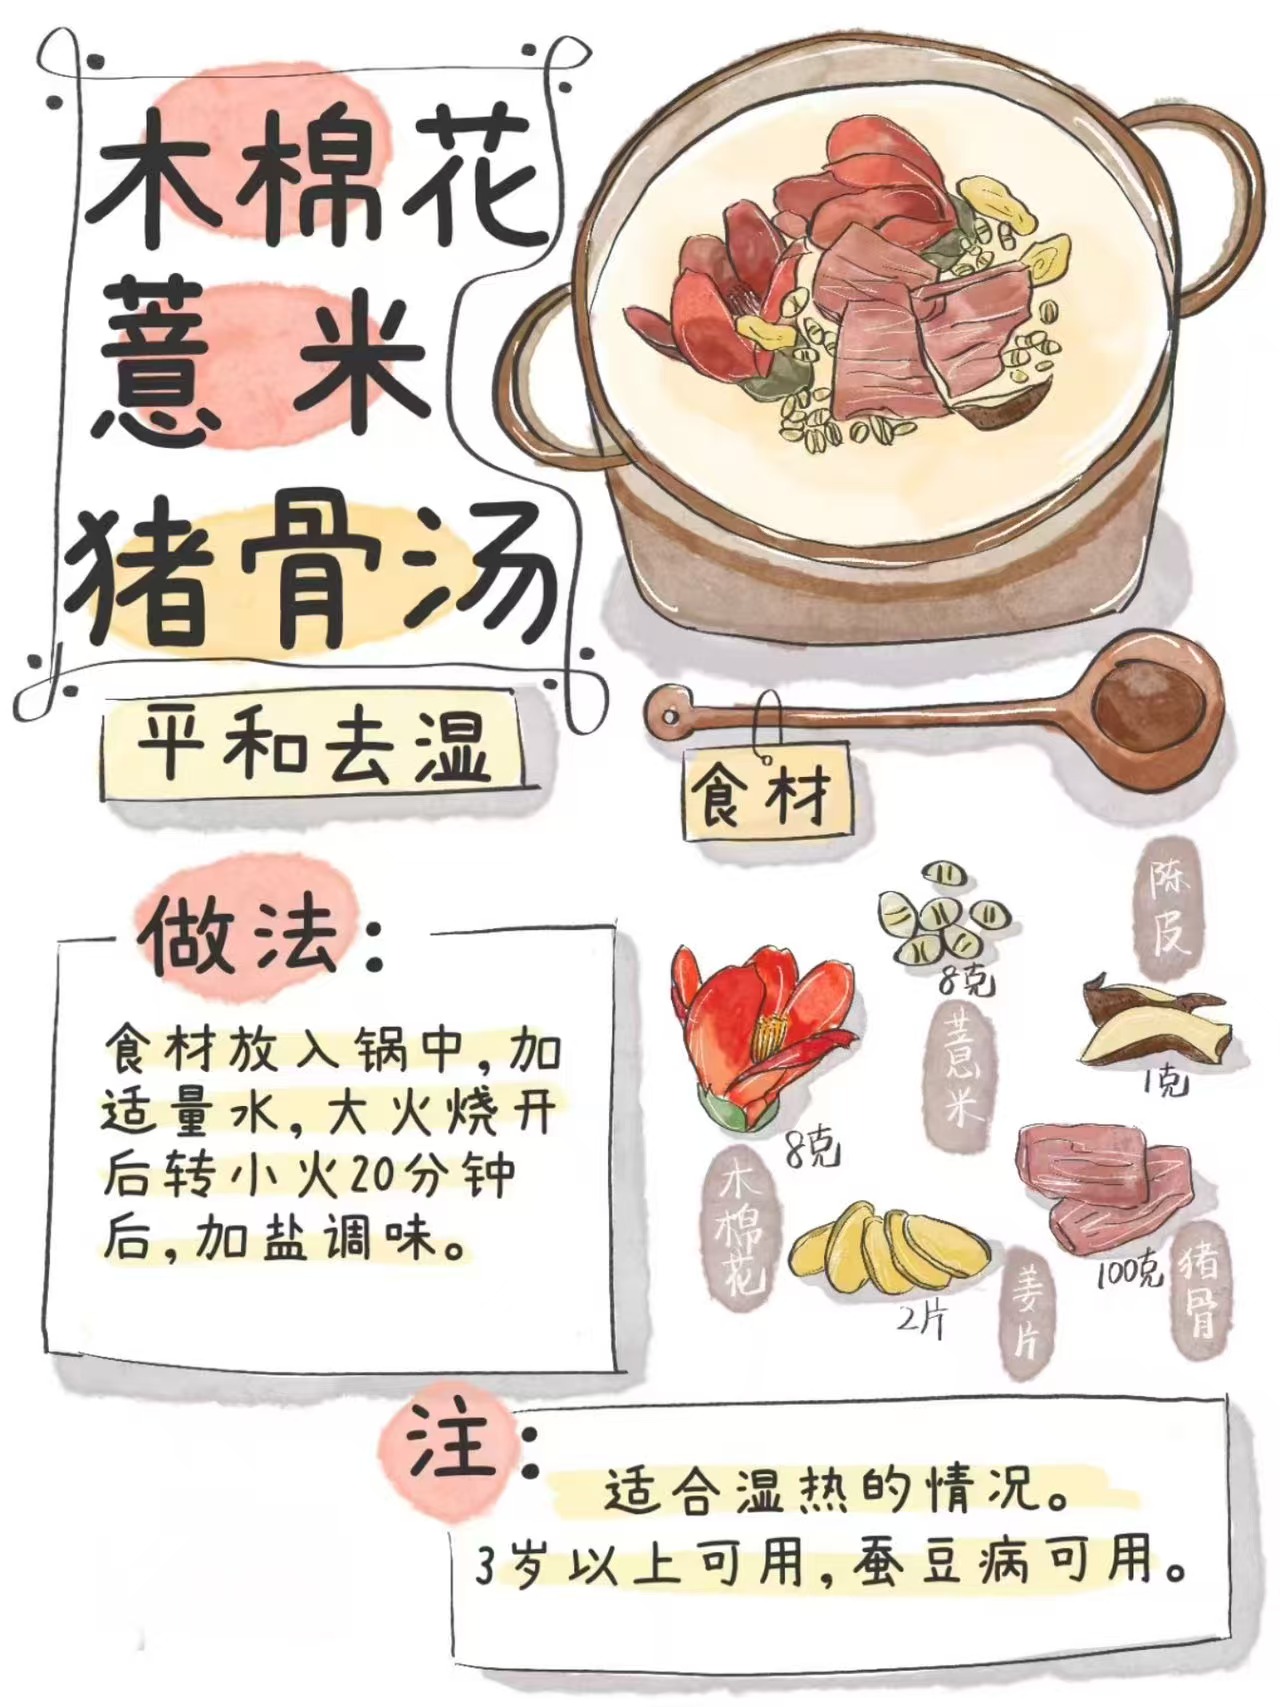 木棉花
薏米
猪骨汤
平和去湿
食材
做法：
食材放入锅中，加
适量水，大火烧开
后转小火20分钟
后，加盐调味。
陈皮
1克
8克
薏米
8克
木棉花
2片
姜片
100克
猪骨
注：
适合湿热的情况。
3岁以上可用，蚕豆病可用。